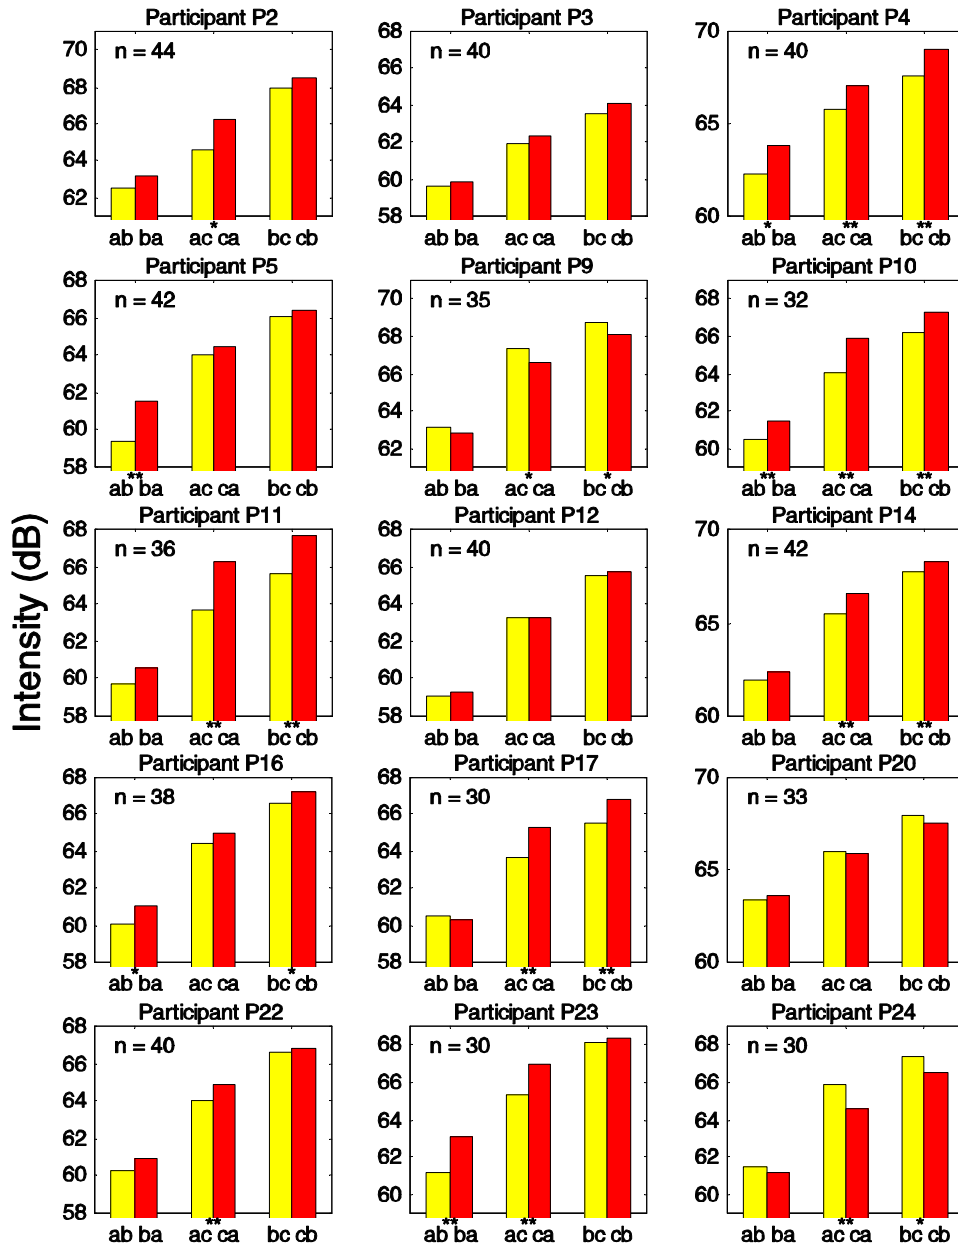 Intensity (dB)
Participant P2
n = 44
70
68
66
64
62
ab ba ac * ca bc cb
Participant P3
n = 40
68
66
64
62
60
58
ab ba ac ca bc cb
Participant P4
n = 40
70
65
60
ab * ba ac ** ca bc ** cb
Participant P5
n = 42
68
66
64
62
60
58
ab ** ba ac ca bc cb
Participant P9
n = 35
70
68
66
64
62
ab ba ac * ca bc * cb
Participant P10
n = 32
68
66
64
62
60
ab ** ba ac ** ca bc ** cb
Participant P11
n = 36
68
66
64
62
60
58
ab ba ac ** ca bc ** cb
Participant P12
n = 40
68
66
64
62
60
58
ab ba ac ca bc cb
Participant P14
n = 42
70
65
60
ab ba ac ** ca bc ** cb
Participant P16
n = 38
68
66
64
62
60
58
ab * ba ac ca bc * cb
Participant P17
n = 30
68
66
64
62
60
58
ab ba ac ** ca bc ** cb
Participant P20
n = 33
70
65
60
ab ba ac ca bc cb
Participant P22
n = 40
68
66
64
62
60
58
ab ba ac ** ca bc cb
Participant P23
n = 30
68
66
64
62
60
ab ** ba ac ** ca bc cb
Participant P24
n = 30
68
66
64
62
60
ab ba ac ** ca bc * cb